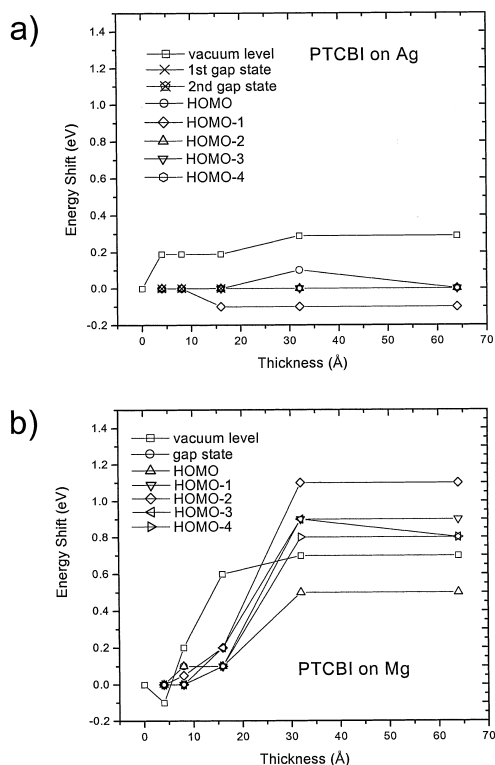 a)
PTCBI on Ag
vacuum level
1st gap state
2nd gap state
HOMO
HOMO-1
HOMO-2
HOMO-3
HOMO-4
Energy Shift (eV)
1.4
1.2
1.0
0.8
0.6
0.4
0.2
0.0
-0.2
0 10 20 30 40 50 60 70
Thickness (Å)
b)
vacuum level
gap state
HOMO
HOMO-1
HOMO-2
HOMO-3
HOMO-4
Energy Shift (eV)
1.4
1.2
1.0
0.8
0.6
0.4
0.2
0.0
-0.2
PTCBI on Mg
0 10 20 30 40 50 60 70
Thickness (Å)